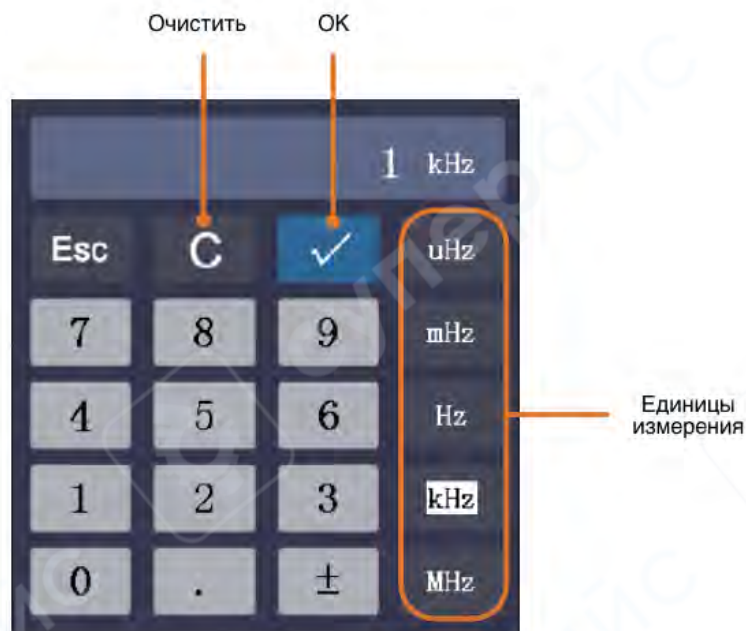 Очистить OK
1 kHz
Esc C ✓ uHz
7 8 9 mHz
4 5 6 Hz
1 2 3 kHz
0 . ± MHz
Единицы
измерения
супердайс